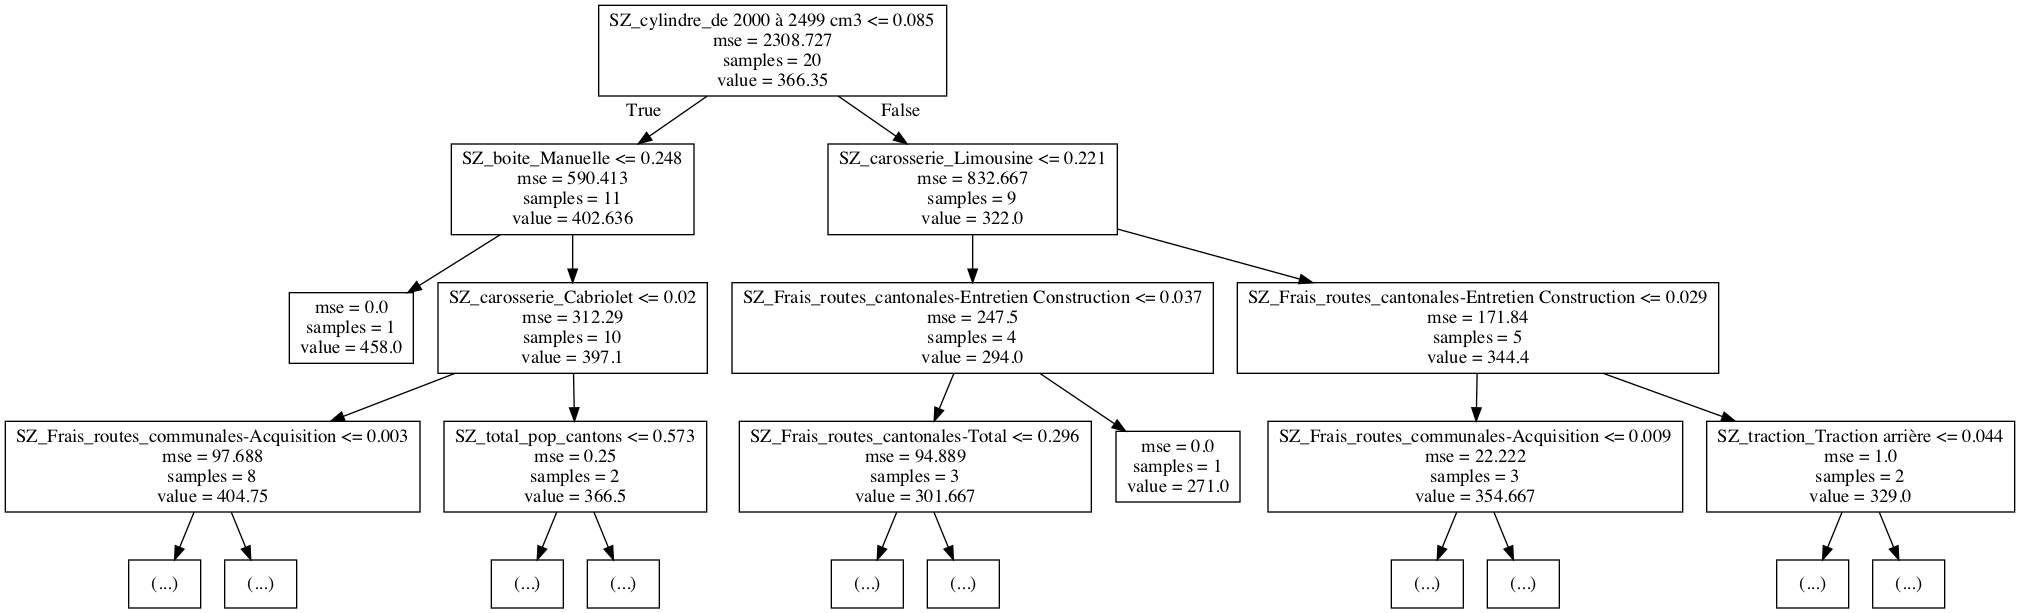 SZ_cylindre_de 2000 à 2499 cm3 <= 0.085
mse = 2308.727
samples = 20
value = 366.35
True
False
SZ_boite_Manuelle <= 0.248
mse = 590.413
samples = 11
value = 402.636
SZ_carosserie_Limousine <= 0.221
mse = 832.667
samples = 9
value = 322.0
mse = 0.0
samples = 1
value = 458.0
SZ_carosserie_Cabriolet <= 0.02
mse = 312.29
samples = 10
value = 397.1
SZ_Frais_routes_cantonales-Entretien Construction <= 0.037
mse = 247.5
samples = 4
value = 294.0
SZ_Frais_routes_cantonales-Entretien Construction <= 0.029
mse = 171.84
samples = 5
value = 344.4
SZ_Frais_routes_communales-Acquisition <= 0.003
mse = 97.688
samples = 8
value = 404.75
SZ_total_pop_cantons <= 0.573
mse = 0.25
samples = 2
value = 366.5
SZ_Frais_routes_cantonales-Total <= 0.296
mse = 94.889
samples = 3
value = 301.667
mse = 0.0
samples = 1
value = 271.0
SZ_Frais_routes_communales-Acquisition <= 0.009
mse = 22.222
samples = 3
value = 354.667
SZ_traction_Traction arrière <= 0.044
mse = 1.0
samples = 2
value = 329.0
(...)
(...)
(...)
(...)
(...)
(...)
(...)
(...)
(...)
(...)